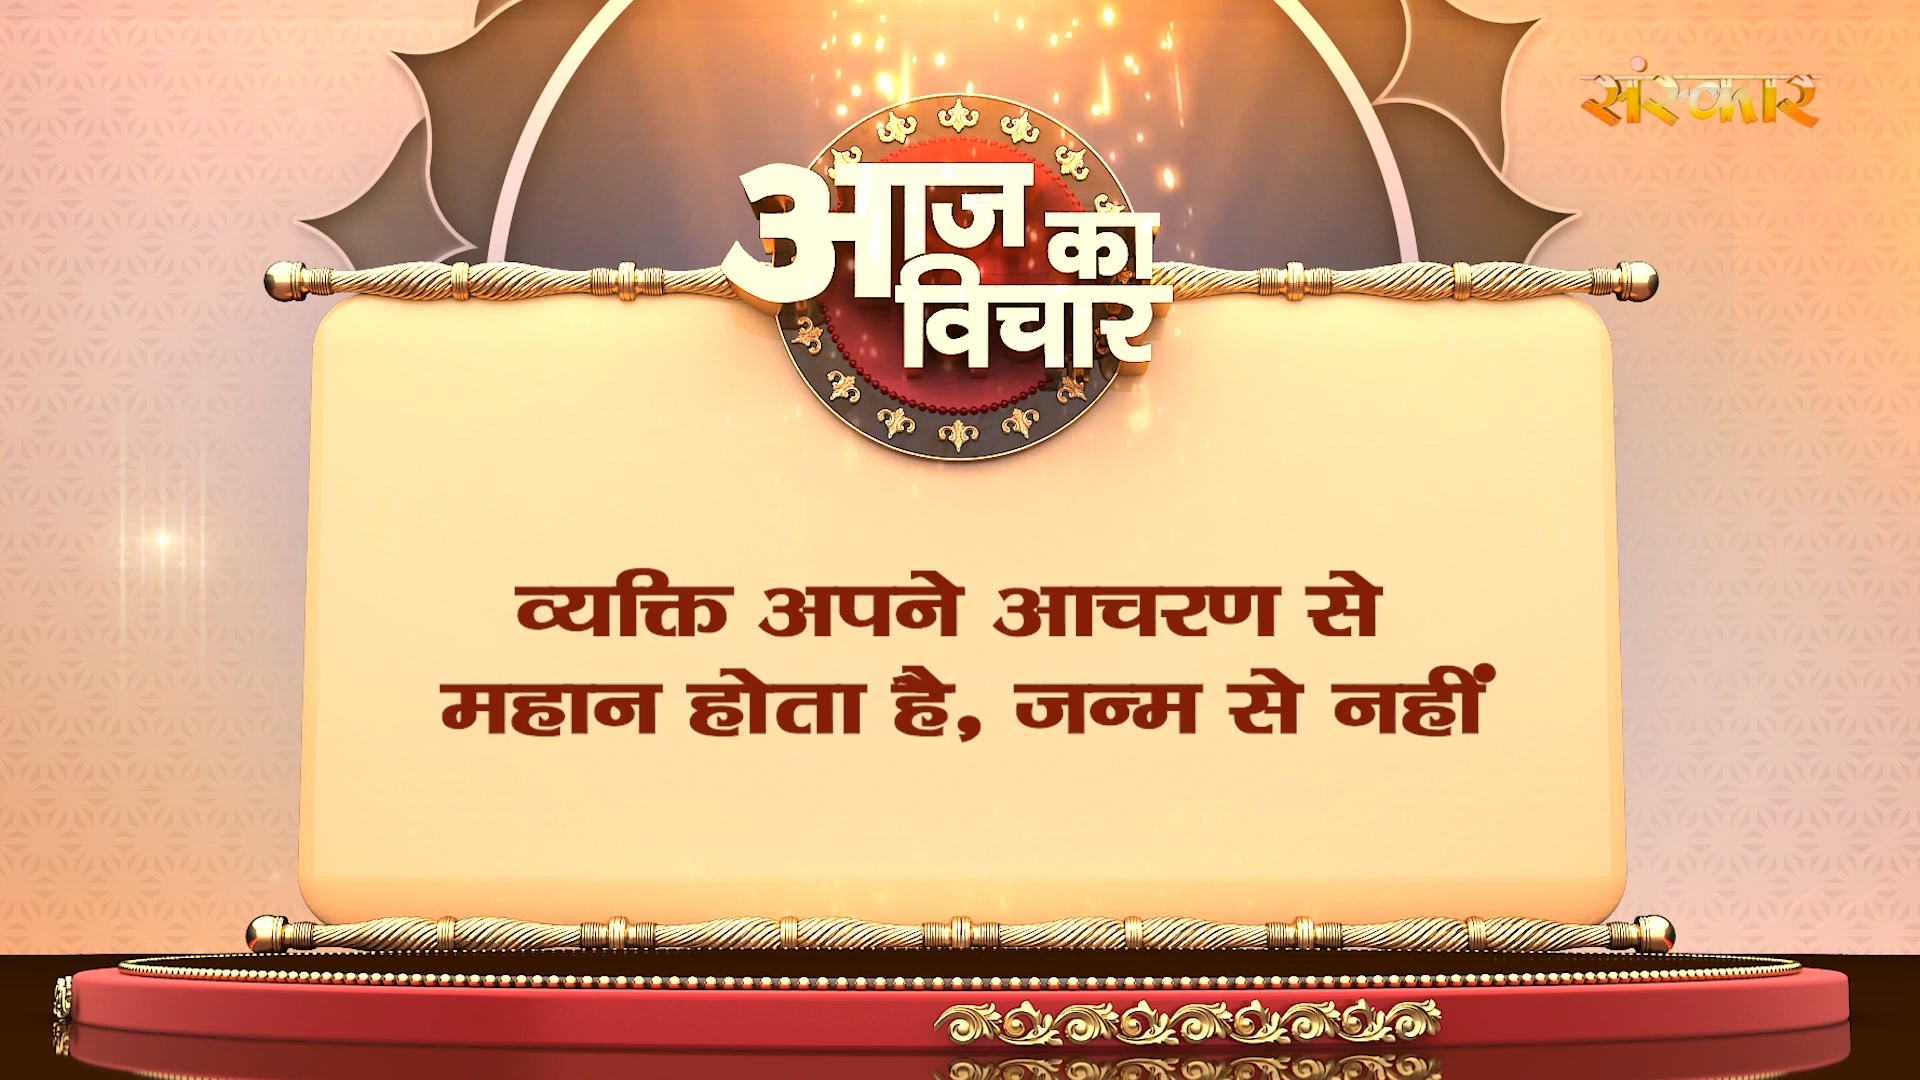 संस्कार
आज का
विचार
व्यक्ति अपने आचरण से
महान होता है, जन्म से नहीं